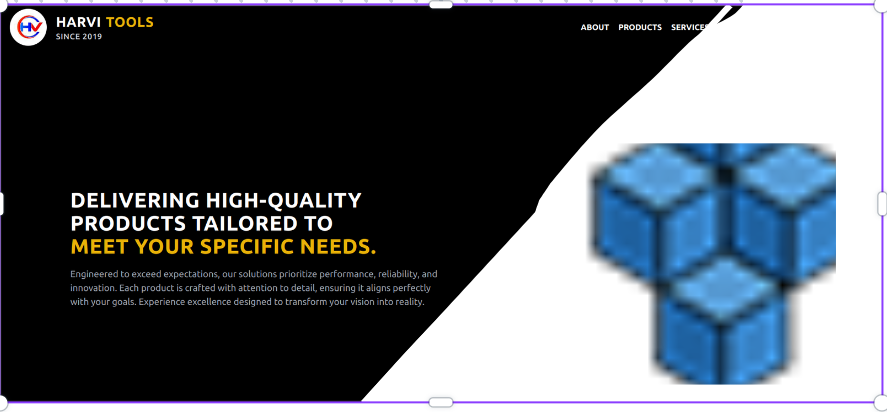 HV
HARVI TOOLS
SINCE 2019
ABOUT PRODUCTS SERVICES
DELIVERING HIGH-QUALITY
PRODUCTS TAILORED TO
MEET YOUR SPECIFIC NEEDS.
Engineered to exceed expectations, our solutions prioritize performance, reliability, and
innovation. Each product is crafted with attention to detail, ensuring it aligns perfectly
with your goals. Experience excellence designed to transform your vision into reality.